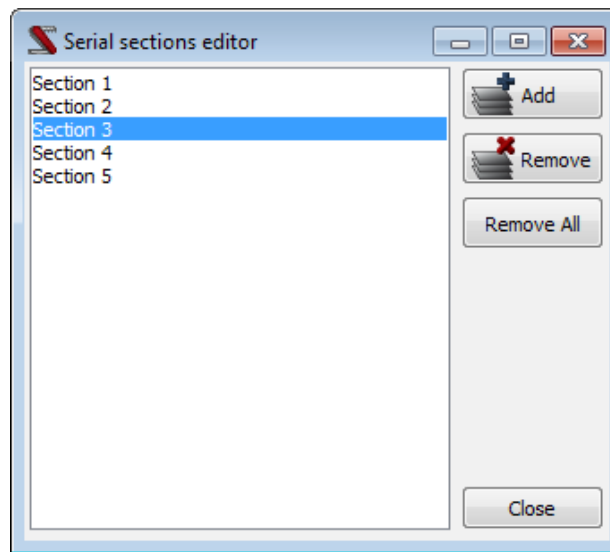 Serial sections editor
Section 1
Section 2
Section 3
Section 4
Section 5
Add
Remove
Remove All
Close